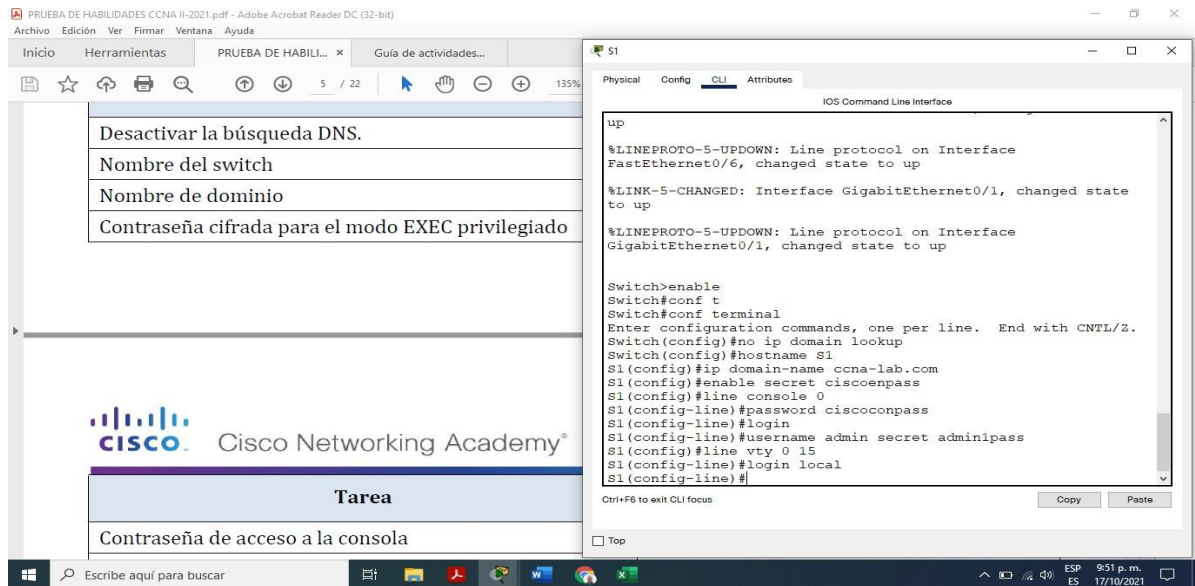 PRUEBA DE HABILIDADES CCNA II-2021.pdf - Adobe Acrobat Reader DC (32-bit)
Archivo Edición Ver Firmar Ventana Ayuda
Inicio Herramientas PRUEBA DE HABILI... × Guía de actividades...
5 / 22 135%
Desactivar la búsqueda DNS.
Nombre del switch
Nombre de dominio
Contraseña cifrada para el modo EXEC privilegiado
CISCO. Cisco Networking Academy®
Tarea
Contraseña de acceso a la consola
S1
Physical Config CLI Attributes
IOS Command Line Interface
up
%LINEPROTO-5-UPDOWN: Line protocol on Interface
FastEthernet0/6, changed state to up
%LINK-5-CHANGED: Interface GigabitEthernet0/1, changed state
to up
%LINEPROTO-5-UPDOWN: Line protocol on Interface
GigabitEthernet0/1, changed state to up
Switch>enable
Switch#conf t
Switch#conf terminal
Enter configuration commands, one per line. End with CNTL/Z.
Switch(config)#no ip domain lookup
Switch(config)#hostname S1
S1(config)#ip domain-name ccna-lab.com
S1(config)#enable secret ciscoenpass
S1(config)#line console 0
S1(config-line)#password ciscoconpass
S1(config-line)#login
S1(config-line)#username admin secret admin1pass
S1(config)#line vty 0 15
S1(config-line)#login local
S1(config-line)#
Ctrl+F6 to exit CLI focus Copy Paste
Top
Escribe aquí para buscar
ESP 9:51 p. m.
ES 17/10/2021